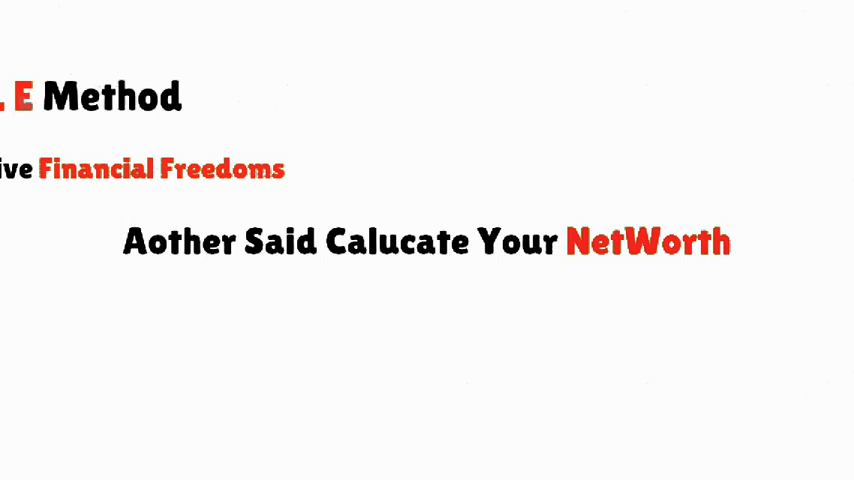 . E Method
ive Financial Freedoms
Aother Said Calucate Your NetWorth